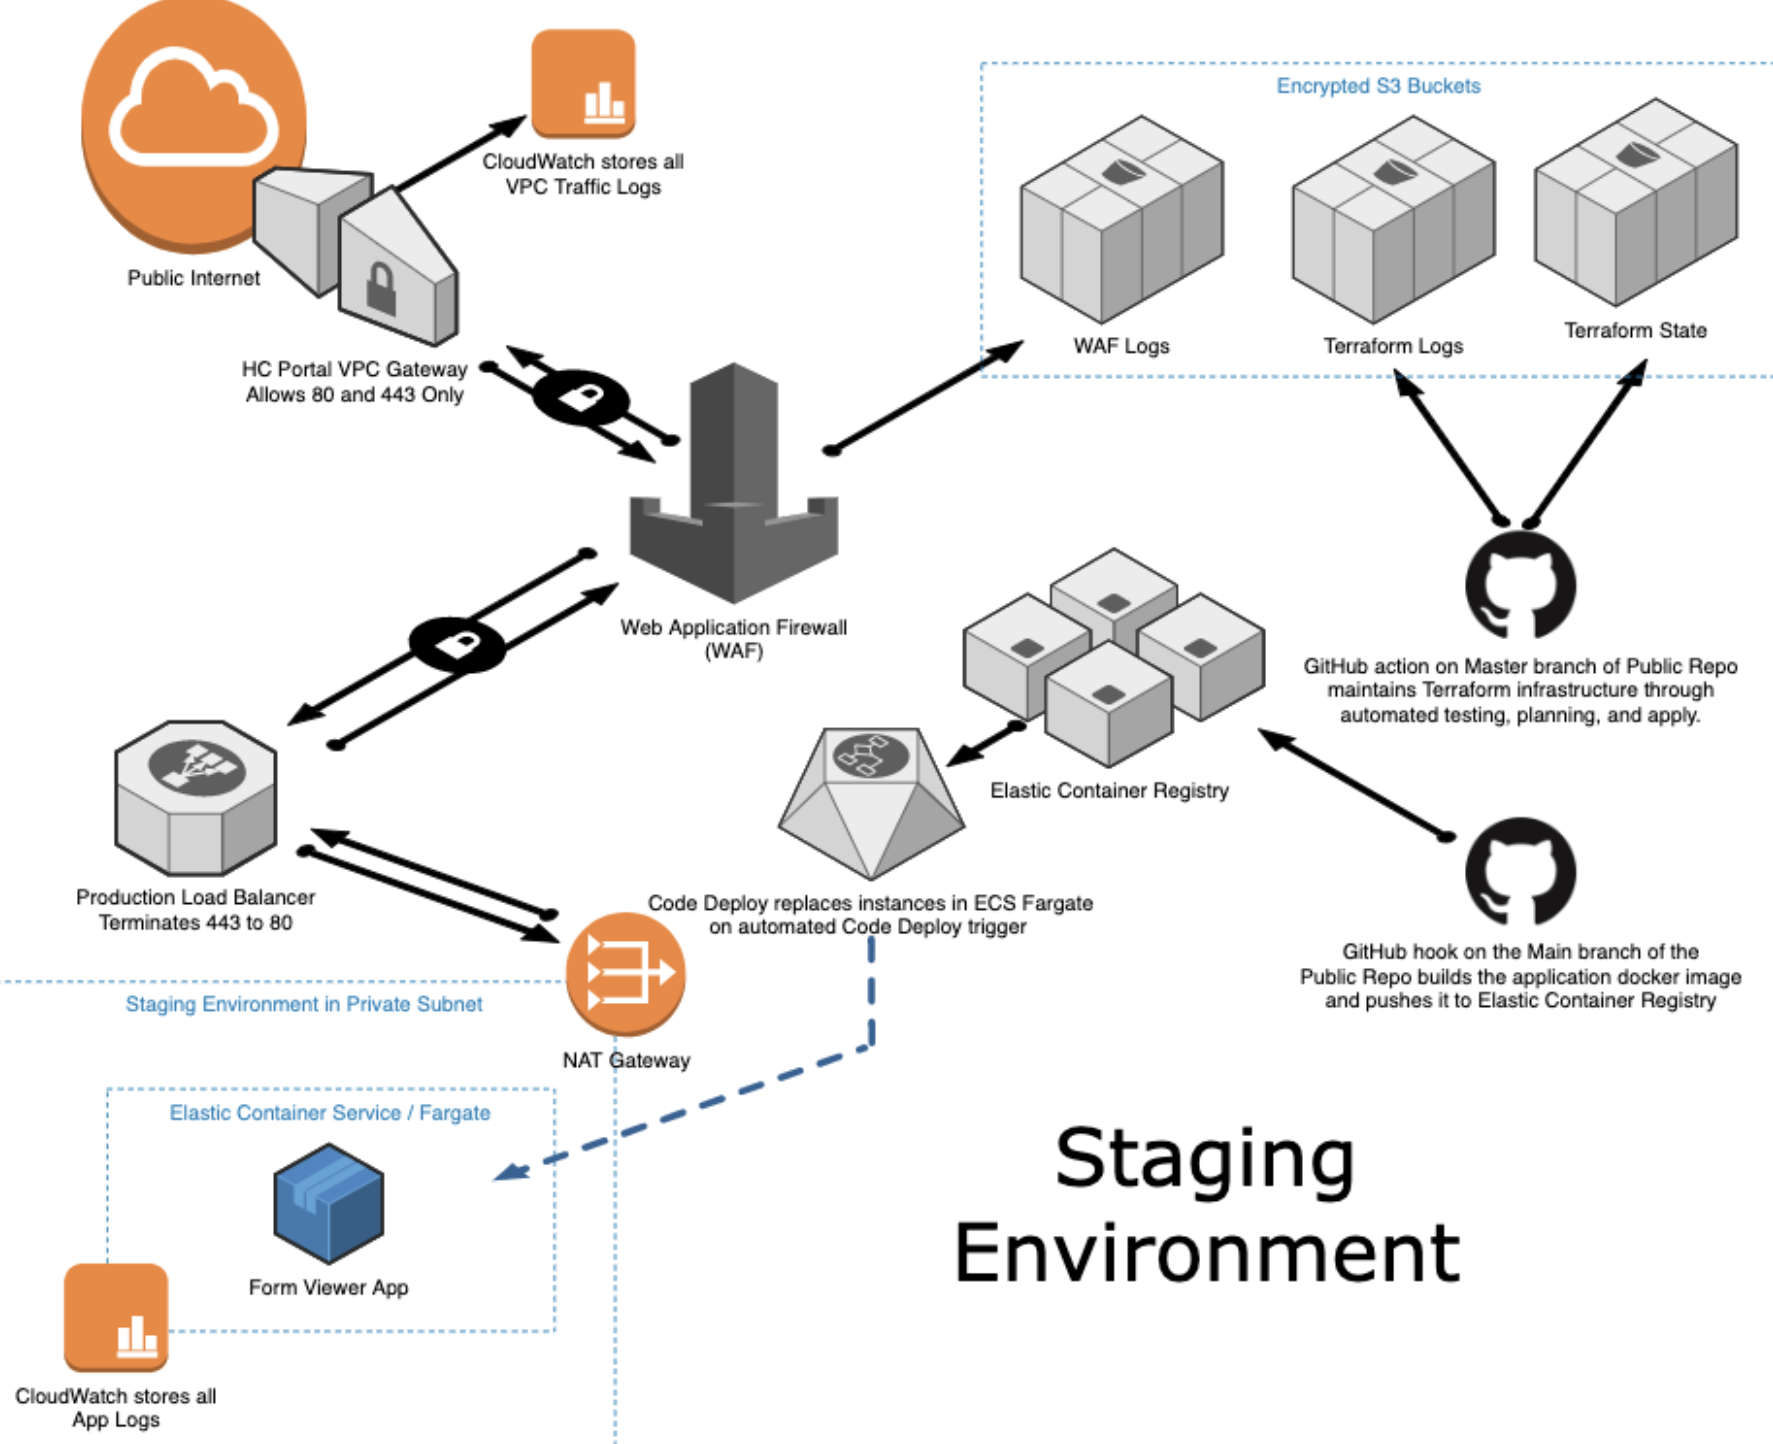 Encrypted S3 Buckets
CloudWatch stores all
VPC Traffic Logs
Public Internet
WAF Logs
Terraform Logs
Terraform State
HC Portal VPC Gateway
Allows 80 and 443 Only
Web Application Firewall
(WAF)
GitHub action on Master branch of Public Repo
maintains Terraform infrastructure through
automated testing, planning, and apply.
Elastic Container Registry
Production Load Balancer
Terminates 443 to 80
Code Deploy replaces instances in ECS Fargate
on automated Code Deploy trigger
GitHub hook on the Main branch of the
Public Repo builds the application docker image
and pushes it to Elastic Container Registry
Staging Environment in Private Subnet
NAT Gateway
Elastic Container Service / Fargate
Form Viewer App
CloudWatch stores all
App Logs
Staging
Environment